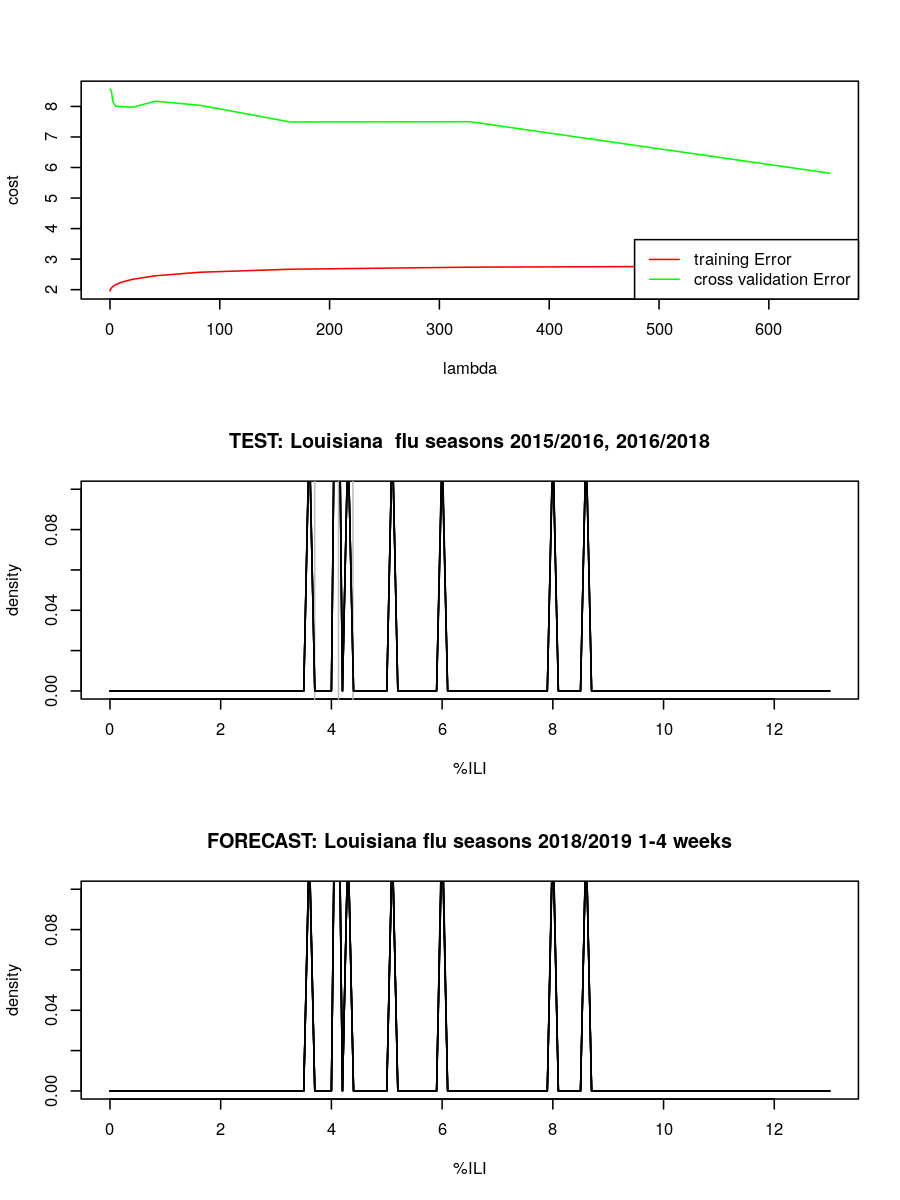 8
7
6
5
4
3
2
cost
training Error
cross validation Error
0 100 200 300 400 500 600
lambda
TEST: Louisiana  flu seasons 2015/2016, 2016/2018
0.08
0.04
0.00
density
0 2 4 6 8 10 12
%ILI
FORECAST: Louisiana flu seasons 2018/2019 1-4 weeks
0.08
0.04
0.00
density
0 2 4 6 8 10 12
%ILI